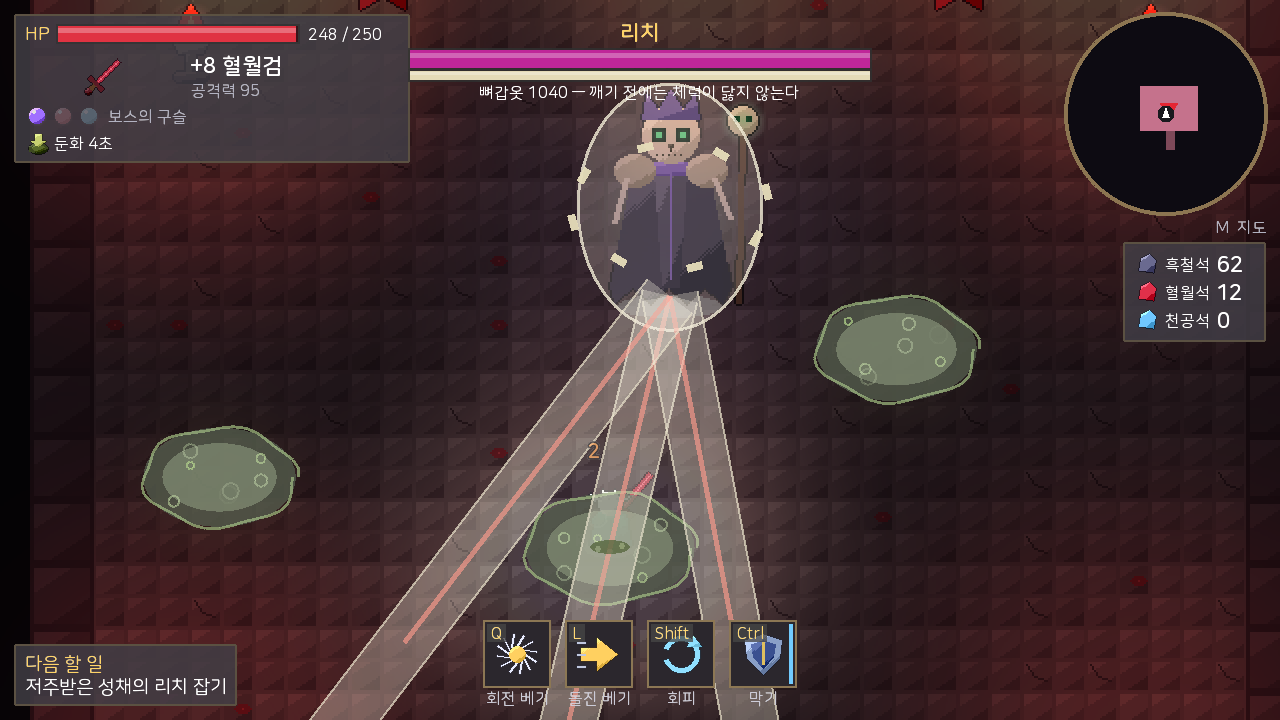 HP 248 / 250
+8 혈월검
공격력 95
보스의 구슬
둔화 4초
리치
뼈갑옷 1040 — 깨기 전에는 체력이 닳지 않는다
M 지도
흑철석 62
혈월석 12
천공석 0
2
다음 할 일
저주받은 성채의 리치 잡기
Q
회전 베기
L
돌진 베기
Shift
회피
Ctrl
막기